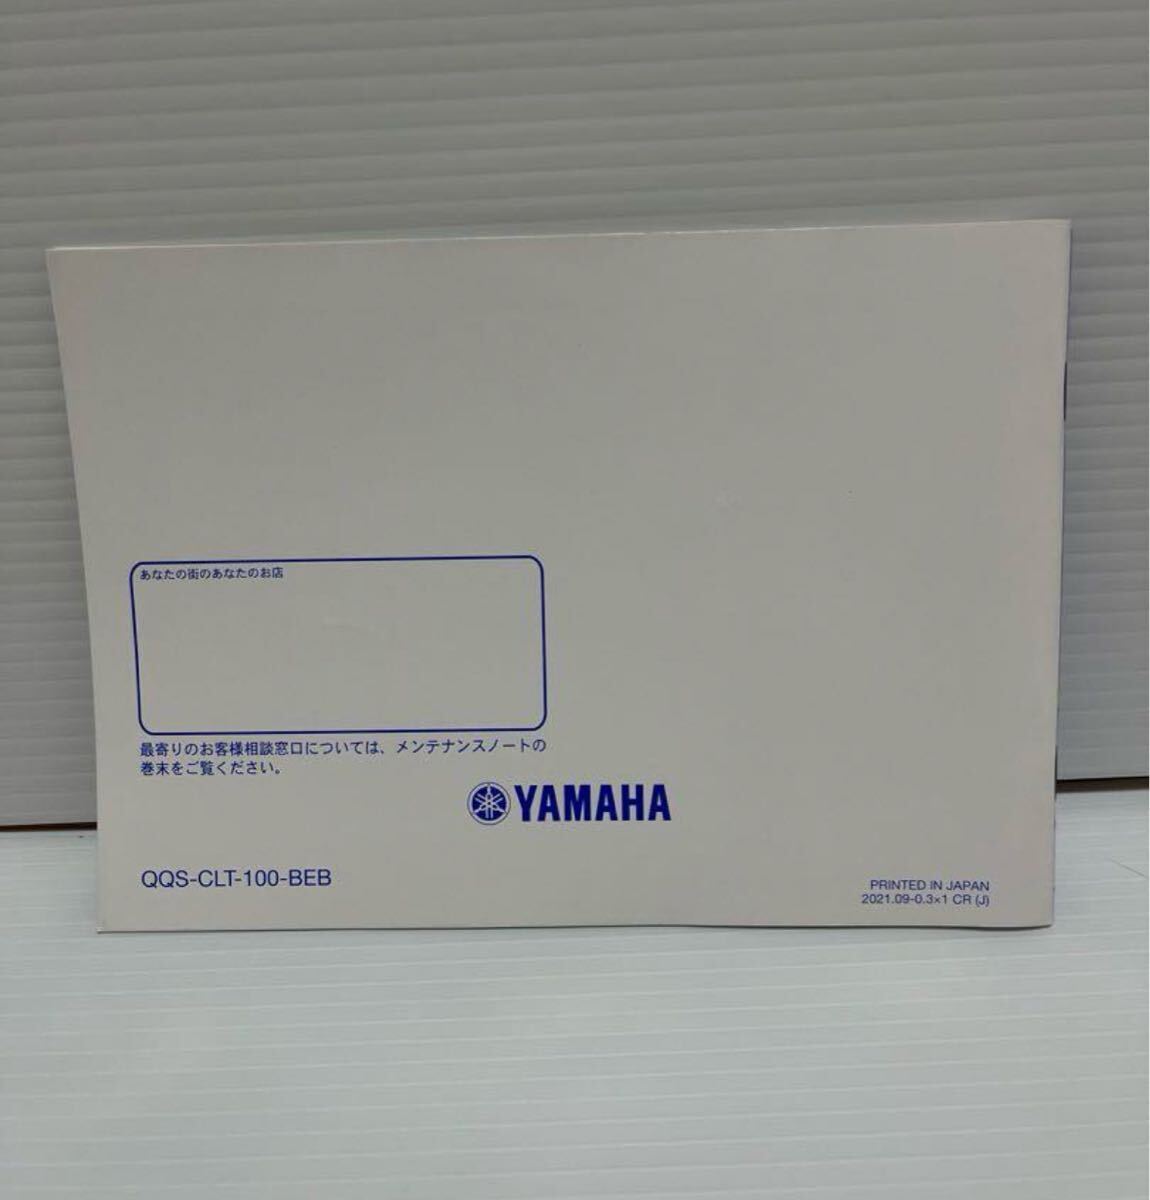 あなたの街のあなたのお店
最寄りのお客様相談窓口については、メンテナンスノートの
巻末をご覧ください。
YAMAHA
QQS-CLT-100-BEB
PRINTED IN JAPAN
2021.09-0.3×1 CR (J)